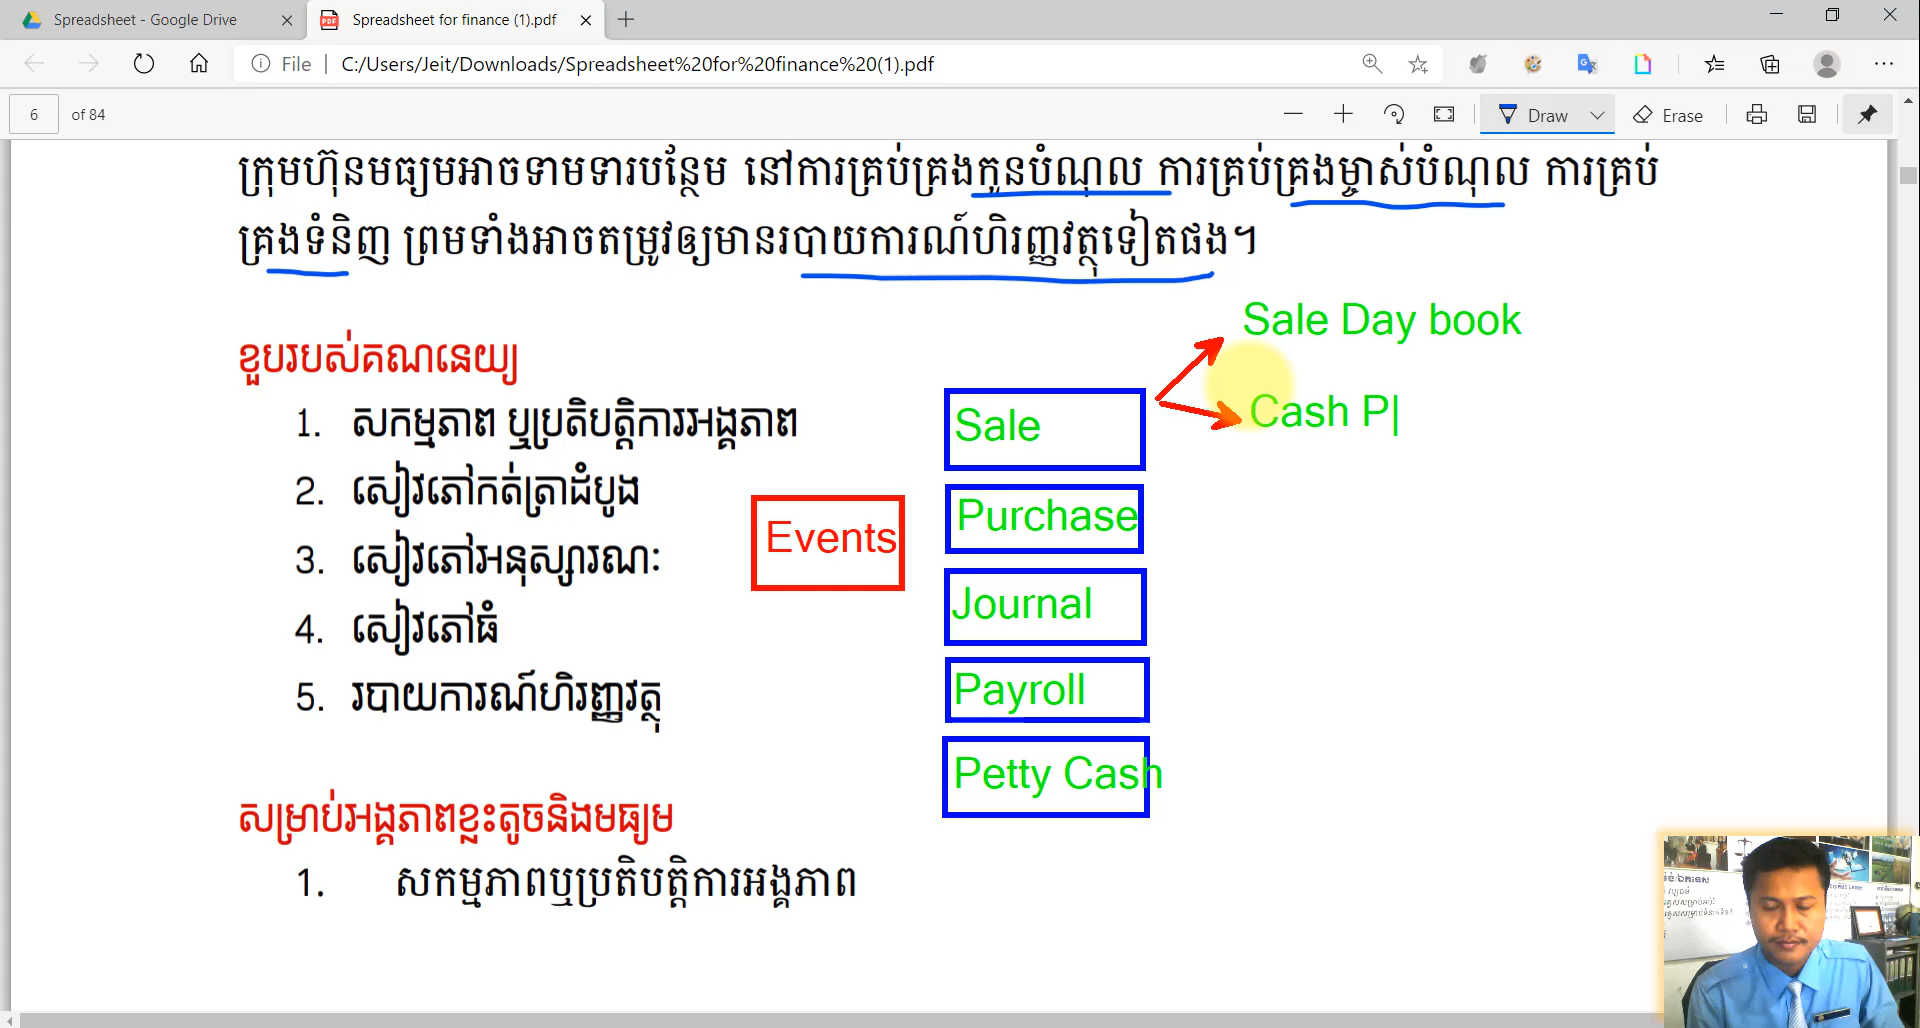 Spreadsheet - Google Drive
Spreadsheet for finance (1).pdf
File
C:/Users/Jeit/Downloads/Spreadsheet%20for%20finance%20(1).pdf
6 of 84
Draw
Erase
ក្រុមហ៊ុនមធ្យមអាចទាមទារបន្ថែម នៅការគ្រប់គ្រងកូនបំណុល ការគ្រប់គ្រងម្ចាស់បំណុល ការគ្រប់
គ្រងទំនិញ ព្រមទាំងអាចតម្រូវឲ្យមានរបាយការណ៍ហិរញ្ញវត្ថុទៀតផង។
Sale Day book
ខួបរបស់គណនេយ្យ
Cash P
1. សកម្មភាព ឬប្រតិបត្តិការអង្គភាព
Sale
2. សៀវភៅកត់ត្រាដំបូង
Purchase
Events
3. សៀវភៅអនុស្សារណៈ
Journal
4. សៀវភៅធំ
Payroll
5. របាយការណ៍ហិរញ្ញវត្ថុ
Petty Cash
សម្រាប់អង្គភាពខ្នះតូចនិងមធ្យម
1. សកម្មភាពឬប្រតិបត្តិការអង្គភាព